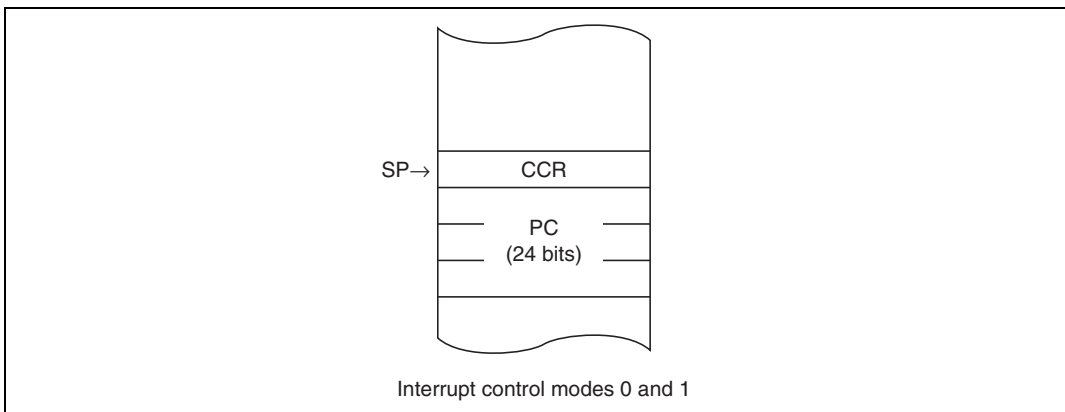 SP→ CCR
PC
(24 bits)
Interrupt control modes 0 and 1